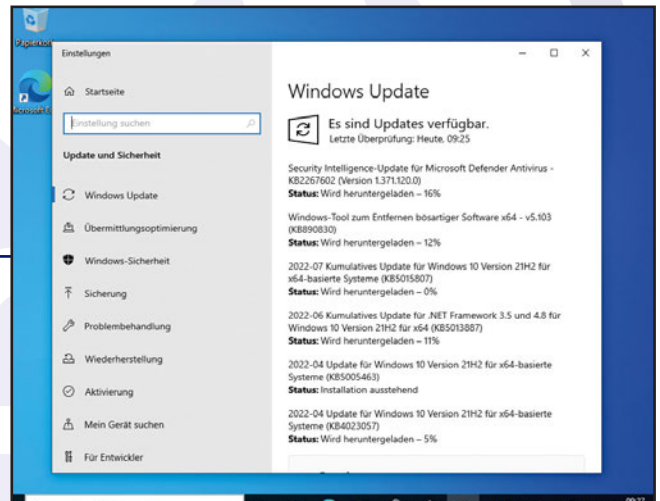 Papierkorb
Microsoft E
Einstellungen
Startseite
Einstellung suchen
Update und Sicherheit
Windows Update
Übermittlungsoptimierung
Windows-Sicherheit
Sicherung
Problembehandlung
Wiederherstellung
Aktivierung
Mein Gerät suchen
Für Entwickler
Windows Update
Es sind Updates verfügbar.
Letzte Überprüfung: Heute, 09:25
Security Intelligence-Update für Microsoft Defender Antivirus -
KB2267602 (Version 1.371.120.0)
Status: Wird heruntergeladen – 16%
Windows-Tool zum Entfernen bösartiger Software x64 - v5.103
(KB890830)
Status: Wird heruntergeladen – 12%
2022-07 Kumulatives Update für Windows 10 Version 21H2 für
x64-basierte Systeme (KB5015807)
Status: Wird heruntergeladen – 0%
2022-06 Kumulatives Update für .NET Framework 3.5 und 4.8 für
Windows 10 Version 21H2 für x64 (KB5013887)
Status: Wird heruntergeladen – 11%
2022-04 Update für Windows 10 Version 21H2 für x64-basierte
Systeme (KB5005463)
Status: Installation ausstehend
2022-04 Update für Windows 10 Version 21H2 für x64-basierte
Systeme (KB4023057)
Status: Wird heruntergeladen – 5%